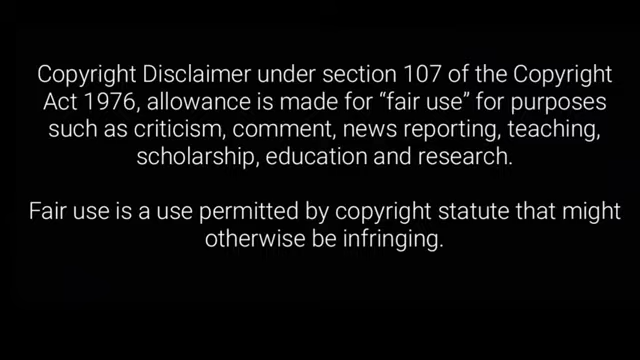 Copyright Disclaimer under section 107 of the Copyright
Act 1976, allowance is made for “fair use” for purposes
such as criticism, comment, news reporting, teaching,
scholarship, education and research.
Fair use is a use permitted by copyright statute that might
otherwise be infringing.